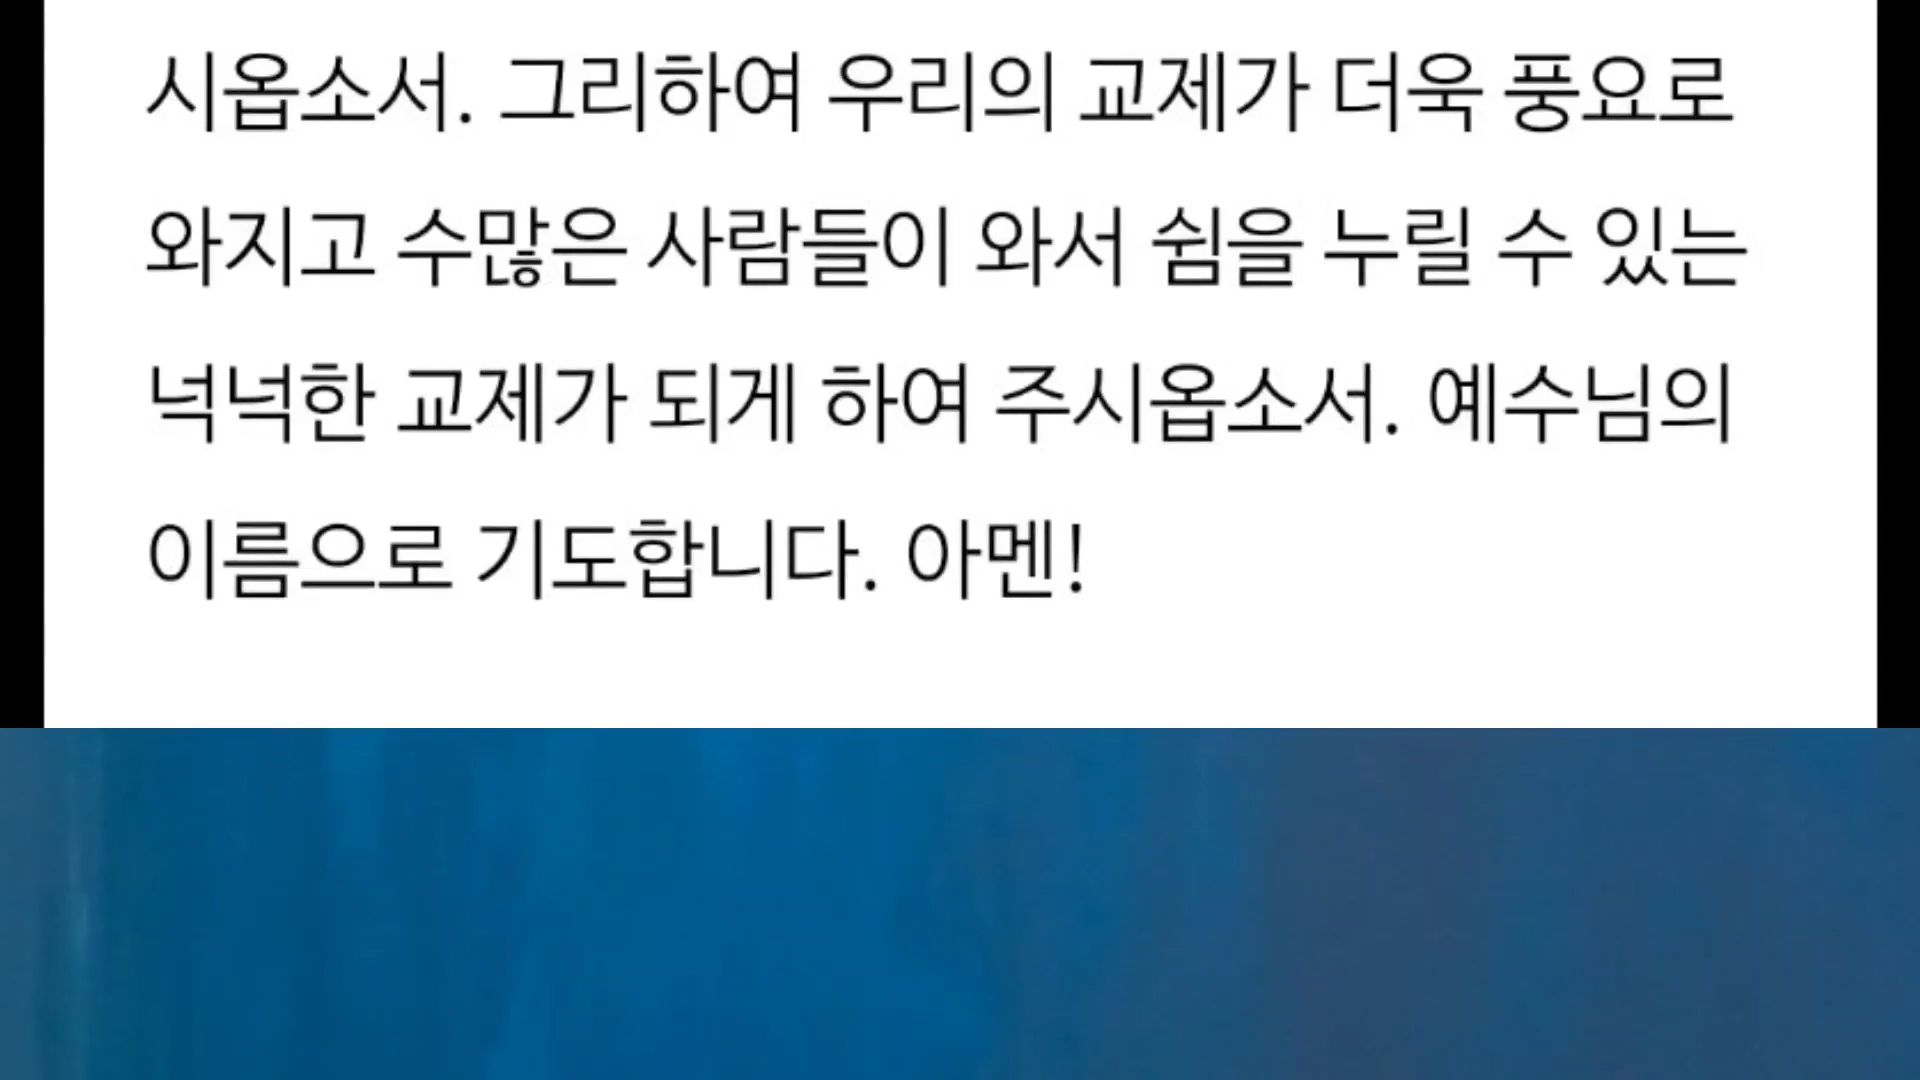 시옵소서. 그리하여 우리의 교제가 더욱 풍요로
와지고 수많은 사람들이 와서 쉼을 누릴 수 있는
넉넉한 교제가 되게 하여 주시옵소서. 예수님의
이름으로 기도합니다. 아멘!